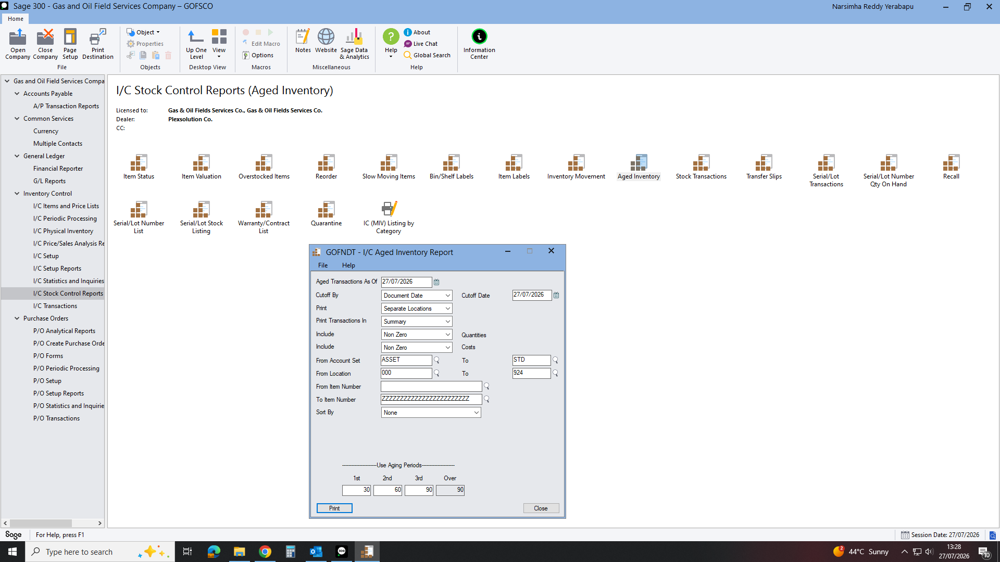 Sage 300 - Gas and Oil Field Services Company – GOFSCO
Narsimha Reddy Yerabapu
Home
Open Company
Close Company
Page Setup
Print Destination
File
Object
Properties
Objects
Up One Level
View
Desktop View
Edit Macro
Options
Macros
Notes
Website
Sage Data & Analytics
Miscellaneous
Help
About
Live Chat
Global Search
Help
Information Center
Gas and Oil Field Services Compa
Accounts Payable
A/P Transaction Reports
Common Services
Currency
Multiple Contacts
General Ledger
Financial Reporter
G/L Reports
Inventory Control
I/C Items and Price Lists
I/C Periodic Processing
I/C Physical Inventory
I/C Price/Sales Analysis Re
I/C Setup
I/C Setup Reports
I/C Statistics and Inquiries
I/C Stock Control Reports
I/C Transactions
Purchase Orders
P/O Analytical Reports
P/O Create Purchase Orde
P/O Forms
P/O Periodic Processing
P/O Setup
P/O Setup Reports
P/O Statistics and Inquirie
P/O Transactions
I/C Stock Control Reports (Aged Inventory)
Licensed to: Gas & Oil Fields Services Co., Gas & Oil Fields Services Co.
Dealer: Plexsolution Co.
CC:
Item Status
Item Valuation
Overstocked Items
Reorder
Slow Moving Items
Bin/Shelf Labels
Item Labels
Inventory Movement
Aged Inventory
Stock Transactions
Transfer Slips
Serial/Lot Transactions
Serial/Lot Number Qty On Hand
Recall
Serial/Lot Number List
Serial/Lot Stock Listing
Warranty/Contract List
Quarantine
IC (MIV) Listing by Category
GOFNDT - I/C Aged Inventory Report
File Help
Aged Transactions As Of 27/07/2026
Cutoff By Document Date Cutoff Date 27/07/2026
Print Separate Locations
Print Transactions In Summary
Include Non Zero Quantities
Include Non Zero Costs
From Account Set ASSET To STD
From Location 000 To 924
From Item Number
To Item Number ZZZZZZZZZZZZZZZZZZZZZZZZ
Sort By None
----------------------Use Aging Periods---------------------
1st 2nd 3rd Over
30 60 90 90
Print Close
Sage For Help, press F1
Session Date: 27/07/2026
Type here to search
300
2
44°C Sunny
13:28
27/07/2026
10